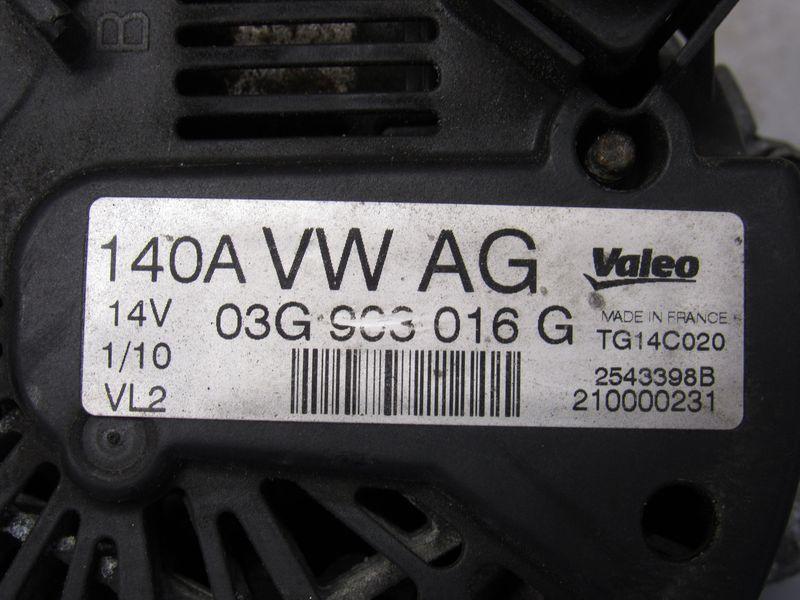 B
140A VW AG Valeo
14V 03G 903 016 G MADE IN FRANCE
1/10 TG14C020
VL2 2543398B
210000231